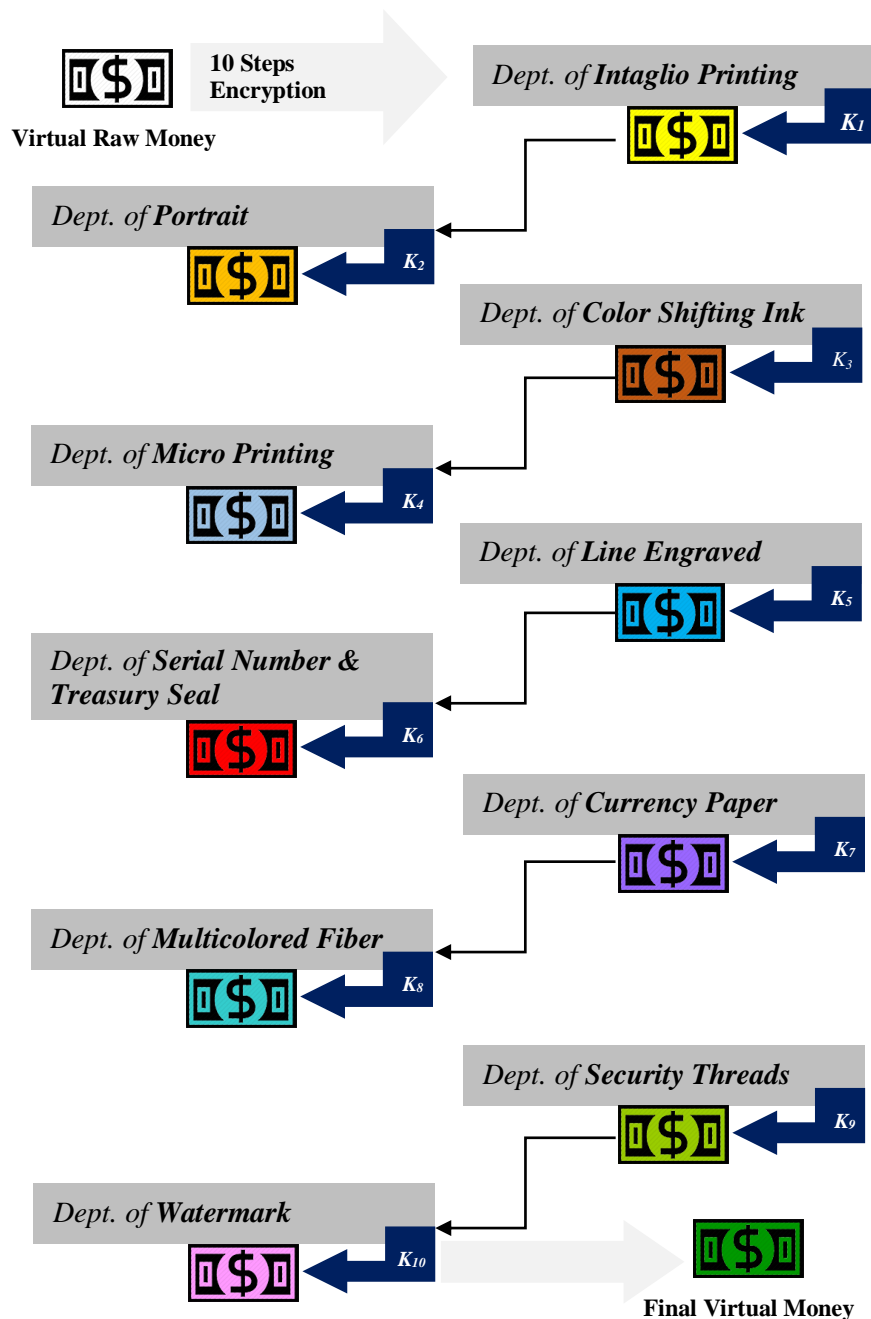 10 Steps
Encryption
Virtual Raw Money
Dept. of Intaglio Printing
K1
Dept. of Portrait
K2
Dept. of Color Shifting Ink
K3
Dept. of Micro Printing
K4
Dept. of Line Engraved
K5
Dept. of Serial Number &
Treasury Seal
K6
Dept. of Currency Paper
K7
Dept. of Multicolored Fiber
K8
Dept. of Security Threads
K9
Dept. of Watermark
K10
Final Virtual Money